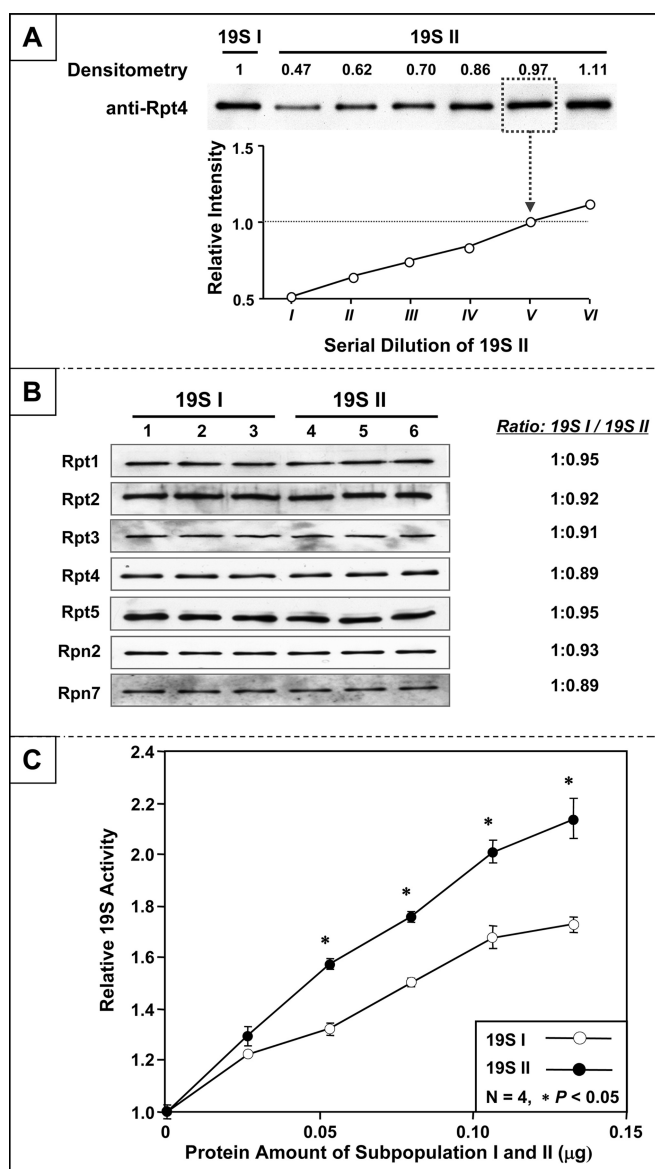 A
19S I 19S II
Densitometry 1 0.47 0.62 0.70 0.86 0.97 1.11
anti-Rpt4
Relative Intensity
1.5
1.0
0.5
I II III IV V VI
Serial Dilution of 19S II
B
19S I 19S II
1 2 3 4 5 6
Ratio: 19S I / 19S II
Rpt1 1:0.95
Rpt2 1:0.92
Rpt3 1:0.91
Rpt4 1:0.89
Rpt5 1:0.95
Rpn2 1:0.93
Rpn7 1:0.89
C
Relative 19S Activity
2.4
2.2
2.0
1.8
1.6
1.4
1.2
1.0
* * * *
19S I
19S II
N = 4, * P < 0.05
0 0.05 0.10 0.15
Protein Amount of Subpopulation I and II (μg)